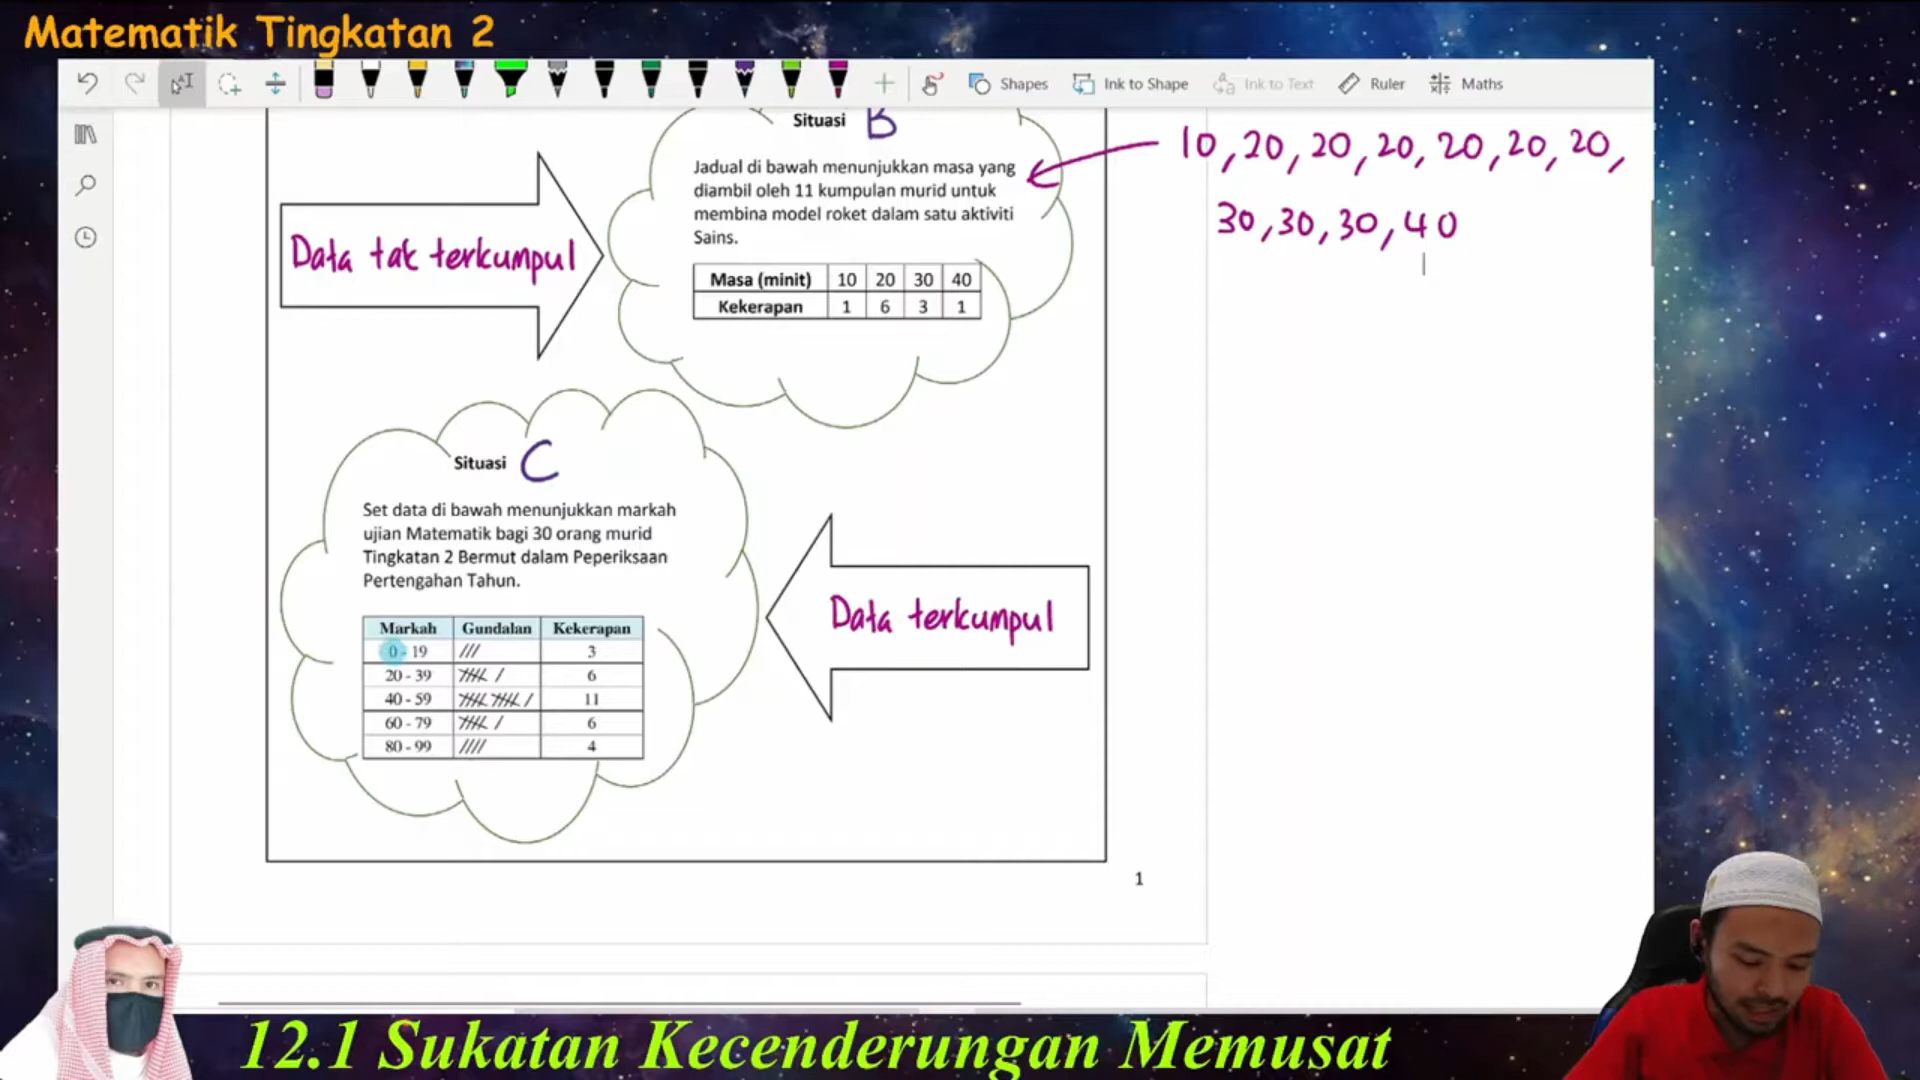 Matematik Tingkatan 2
Shapes Ink to Shape Ink to Text Ruler Maths
Situasi B
Jadual di bawah menunjukkan masa yang
diambil oleh 11 kumpulan murid untuk
membina model roket dalam satu aktiviti
Sains.
Masa (minit) 10 20 30 40
Kekerapan 1 6 3 1
10, 20, 20, 20, 20, 20, 20,
30, 30, 30, 40
Data tak terkumpul
Situasi C
Set data di bawah menunjukkan markah
ujian Matematik bagi 30 orang murid
Tingkatan 2 Bermut dalam Peperiksaan
Pertengahan Tahun.
Markah Gundalan Kekerapan
0 - 19 3
20 - 39 6
40 - 59 11
60 - 79 6
80 - 99 4
Data terkumpul
1
12.1 Sukatan Kecenderungan Memusat